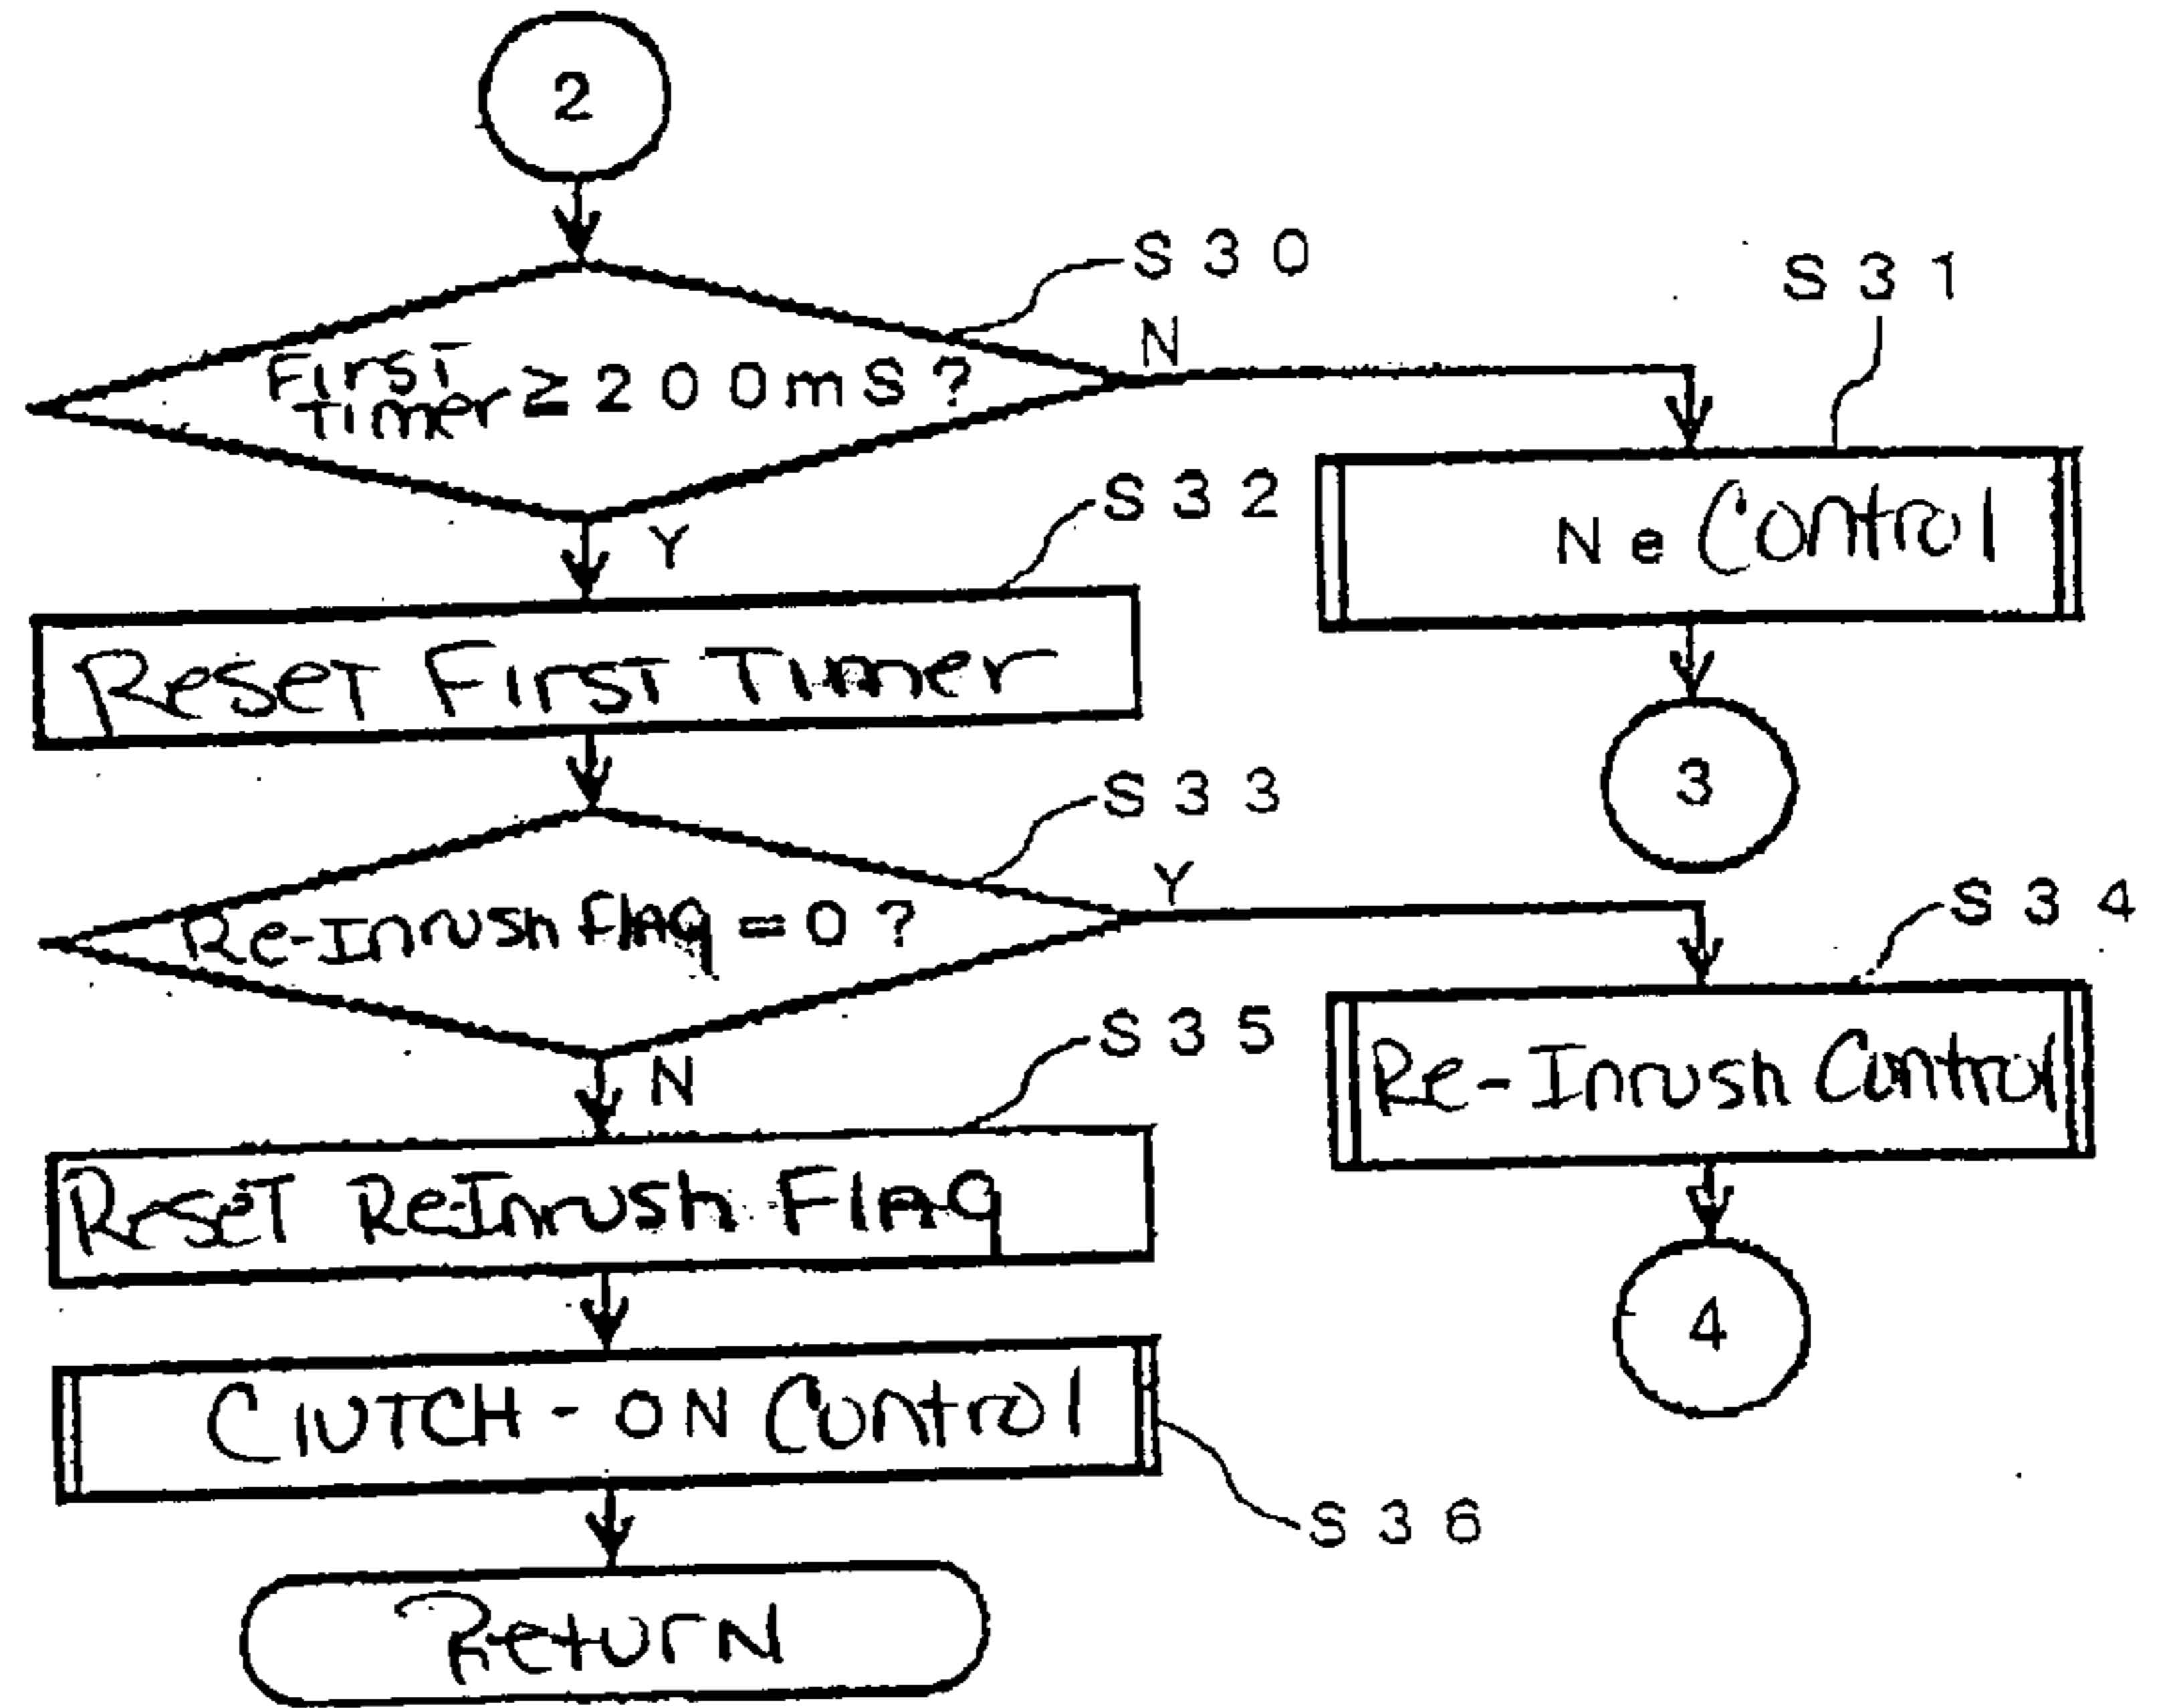 2
S30
S31
N
First
Timer ≥ 200mS?
S32
Ne Control
Y
Reset First Timer
3
S33
Y
S34
Re-Inrush flag = 0?
S35
Re-Inrush Control
N
Reset Re-Inrush Flag
4
Clutch-ON Control
S36
Return